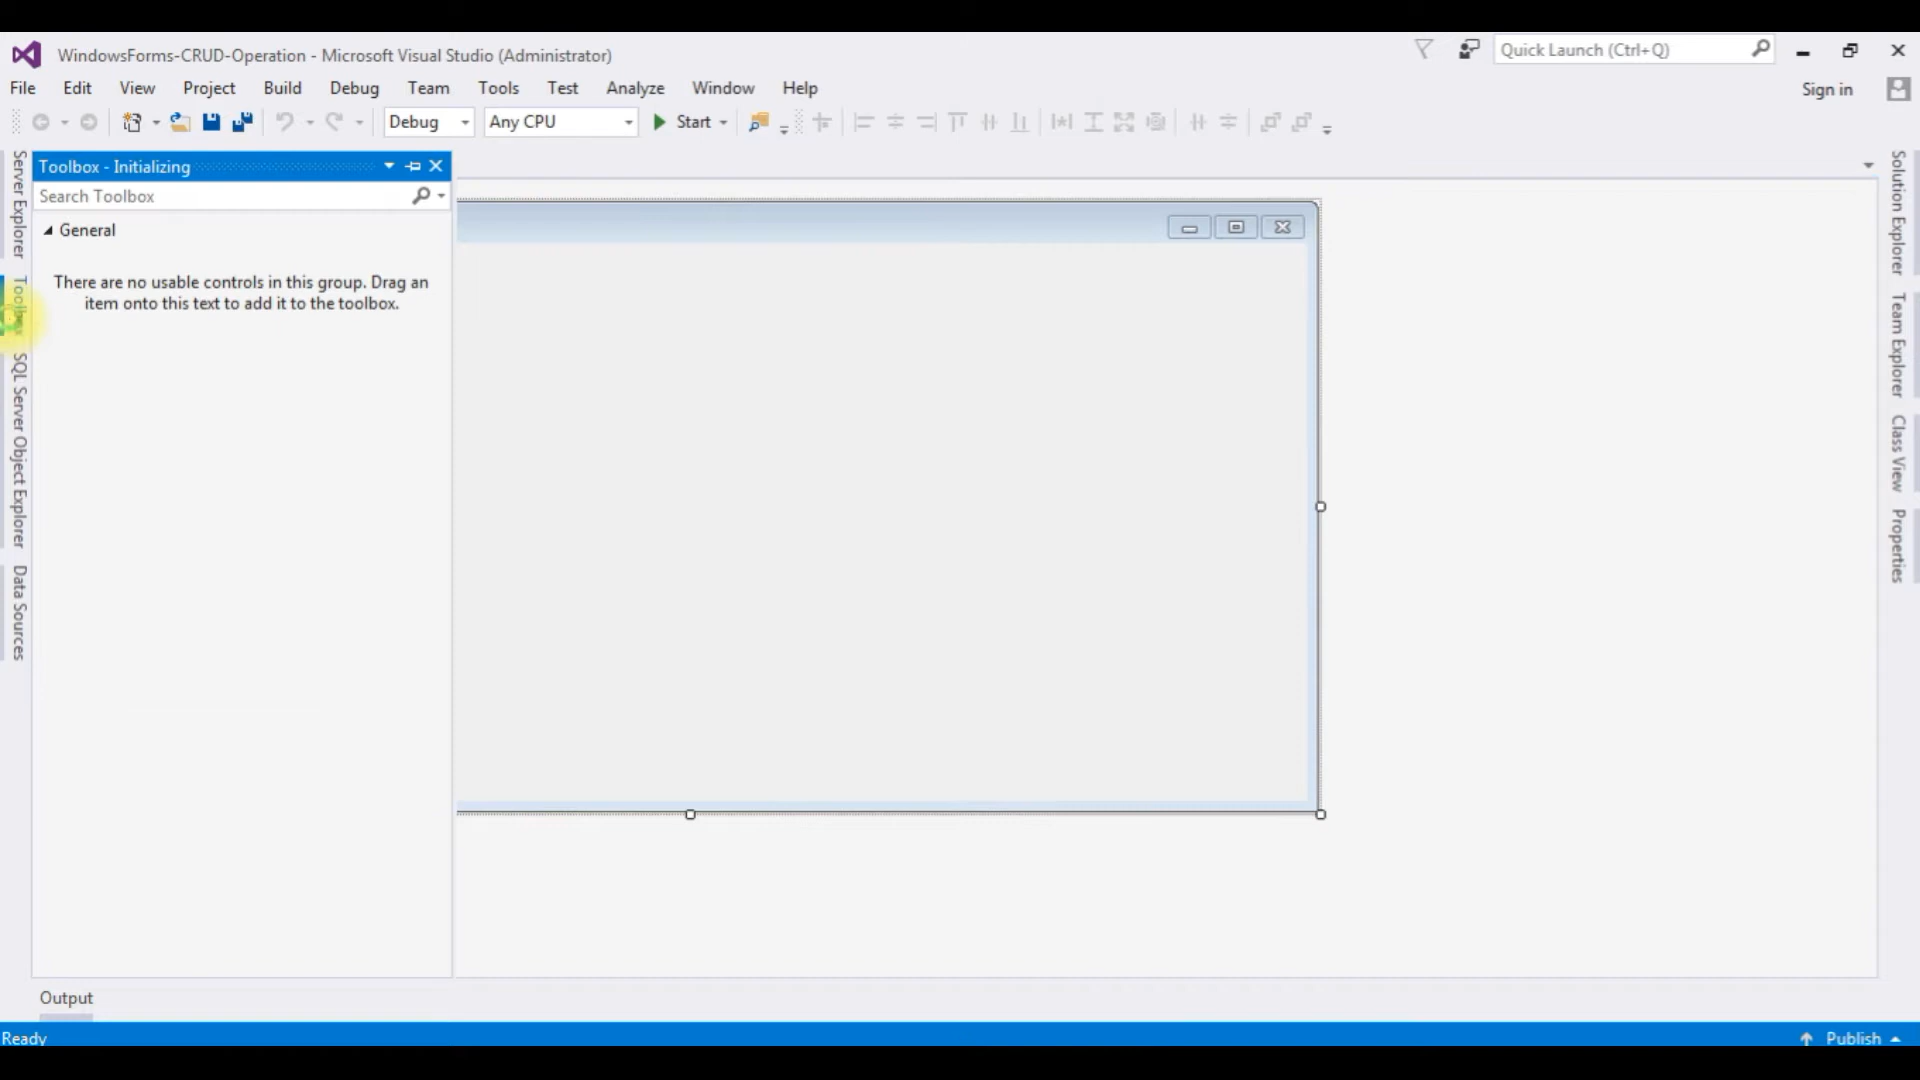 WindowsForms-CRUD-Operation - Microsoft Visual Studio (Administrator)
Quick Launch (Ctrl+Q)
File Edit View Project Build Debug Team Tools Test Analyze Window Help
Sign in
Debug Any CPU Start
Server Explorer
Toolbox
SQL Server Object Explorer
Data Sources
Toolbox - Initializing
Search Toolbox
General
There are no usable controls in this group. Drag an
item onto this text to add it to the toolbox.
Solution Explorer
Team Explorer
Class View
Properties
Output
Ready
Publish